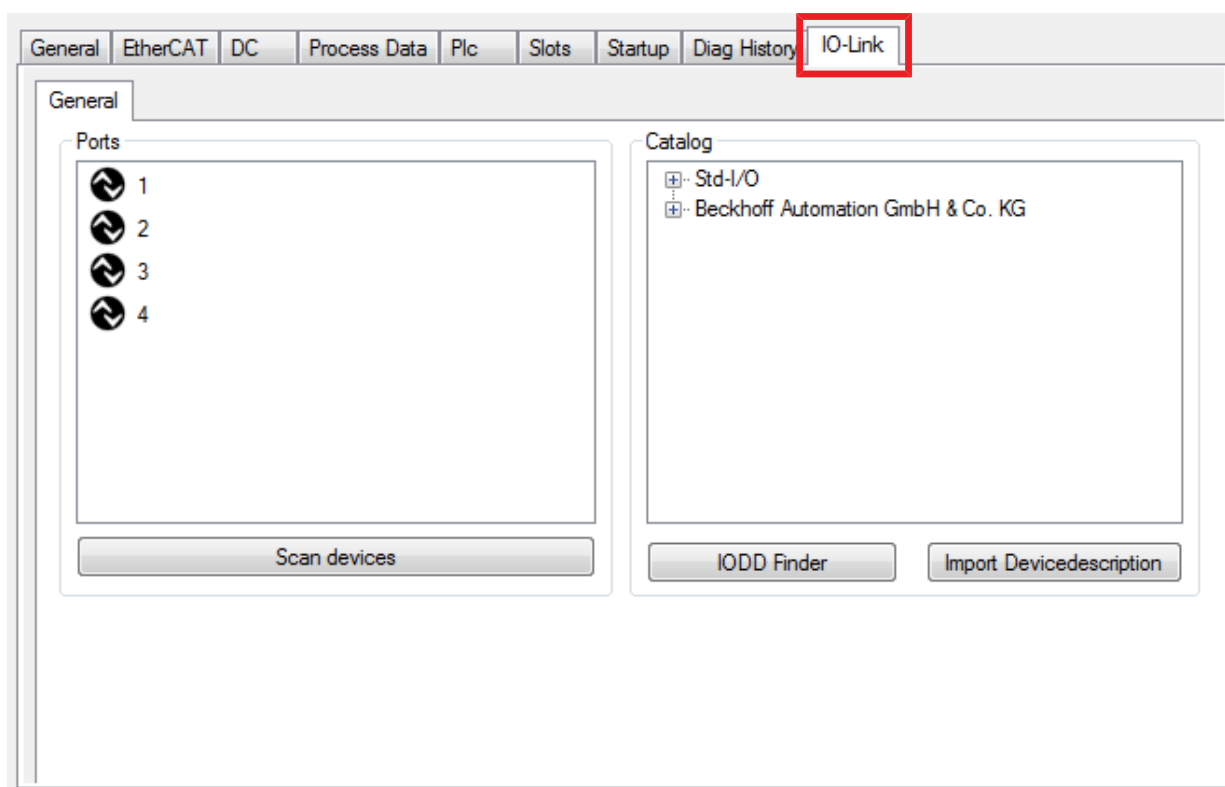 General EtherCAT DC Process Data Plc Slots Startup Diag History IO-Link
General
Ports
1
2
3
4
Scan devices
Catalog
Std-I/O
Beckhoff Automation GmbH & Co. KG
IODD Finder Import Devicedescription